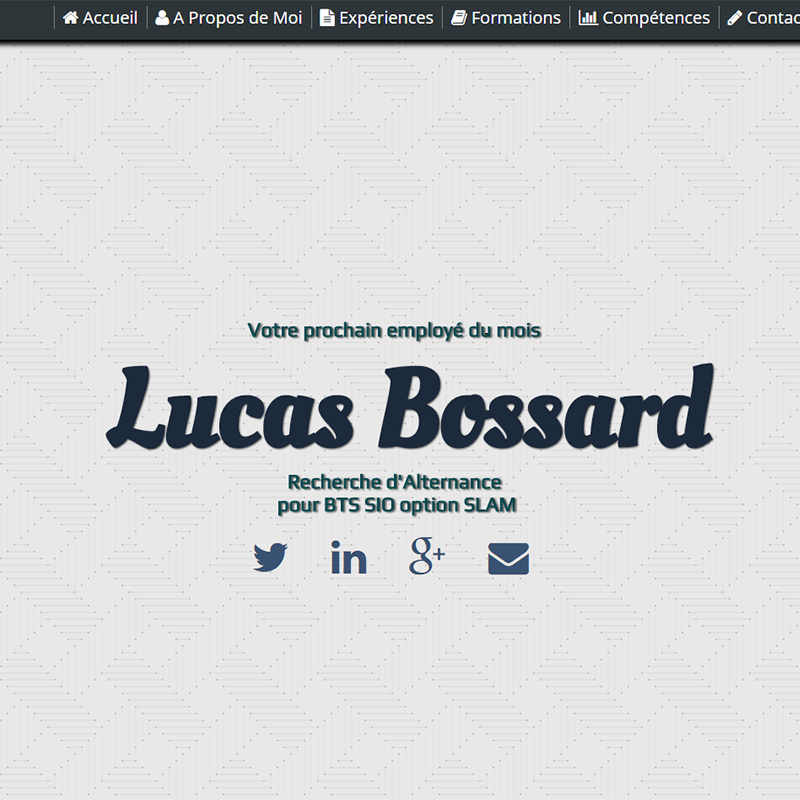 Accueil A Propos de Moi Expériences Formations Compétences Contac
Votre prochain employé du mois
Lucas Bossard
Recherche d'Alternance
pour BTS SIO option SLAM
in g+